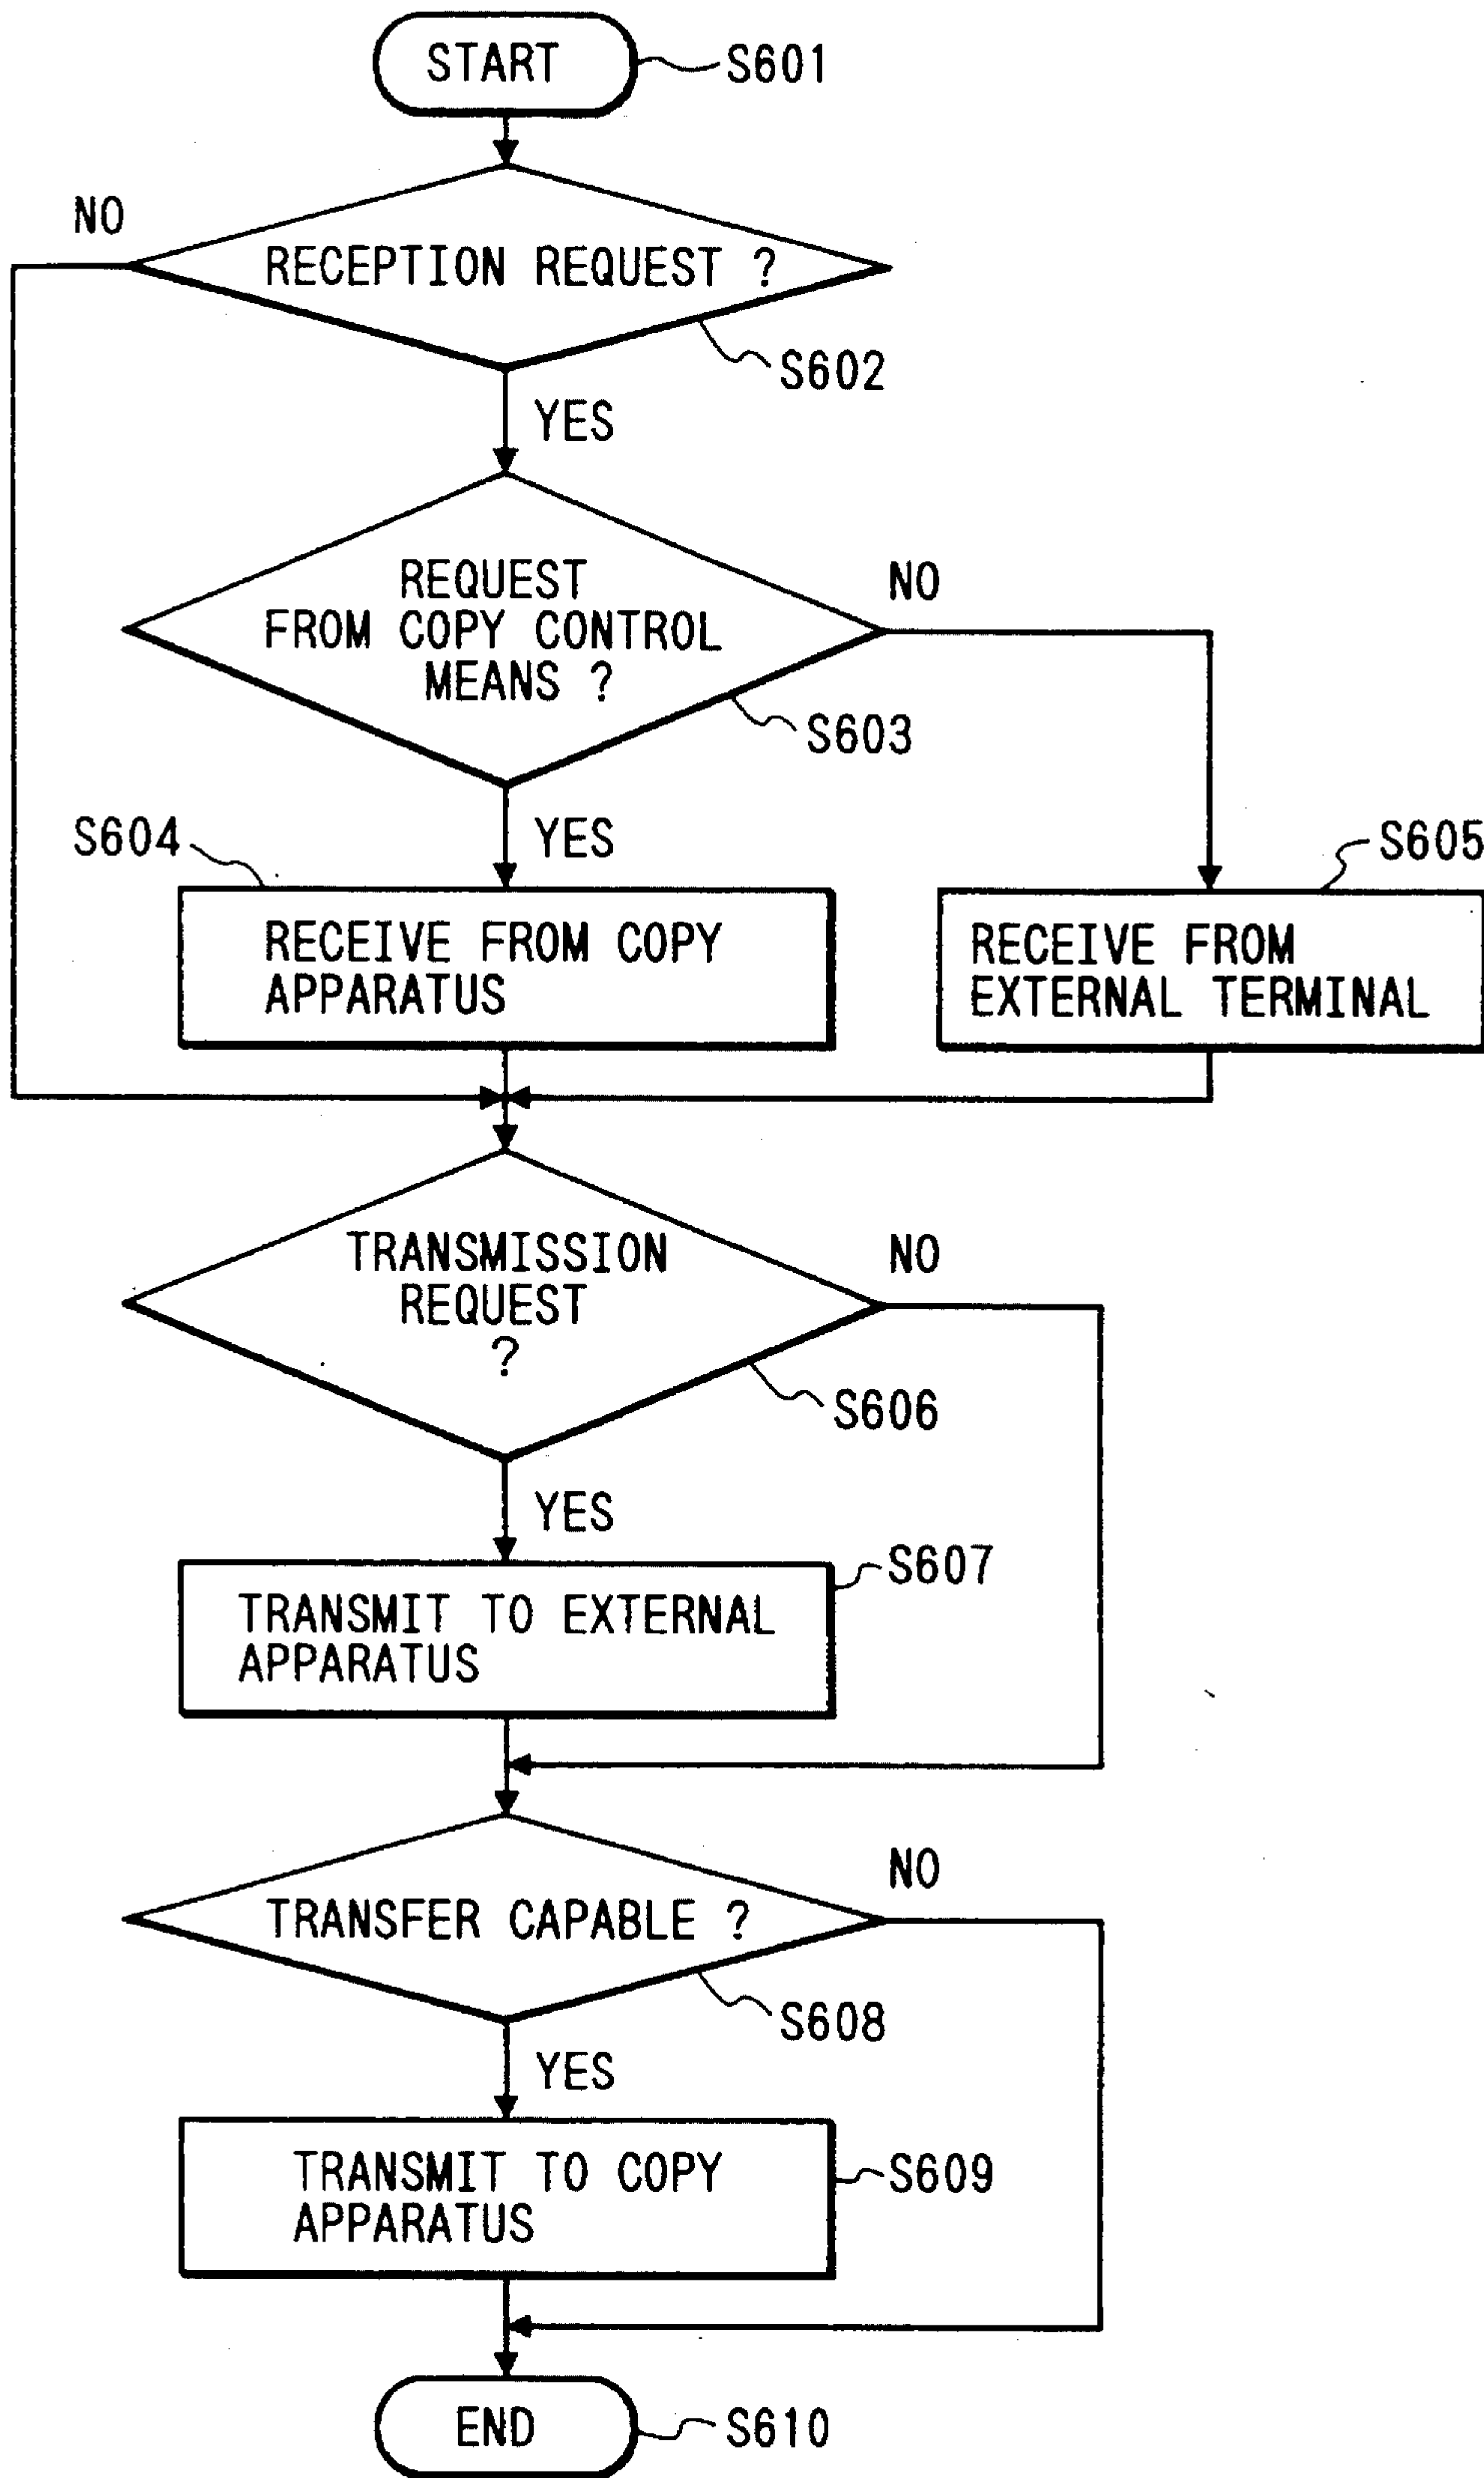 START
S601
NO
RECEPTION REQUEST ?
S602
YES
REQUEST
FROM COPY CONTROL
MEANS ?
NO
S603
YES
S604
S605
RECEIVE FROM COPY
APPARATUS
RECEIVE FROM
EXTERNAL TERMINAL
TRANSMISSION
REQUEST
?
NO
S606
YES
S607
TRANSMIT TO EXTERNAL
APPARATUS
NO
TRANSFER CAPABLE ?
S608
YES
TRANSMIT TO COPY
APPARATUS
S609
END
S610